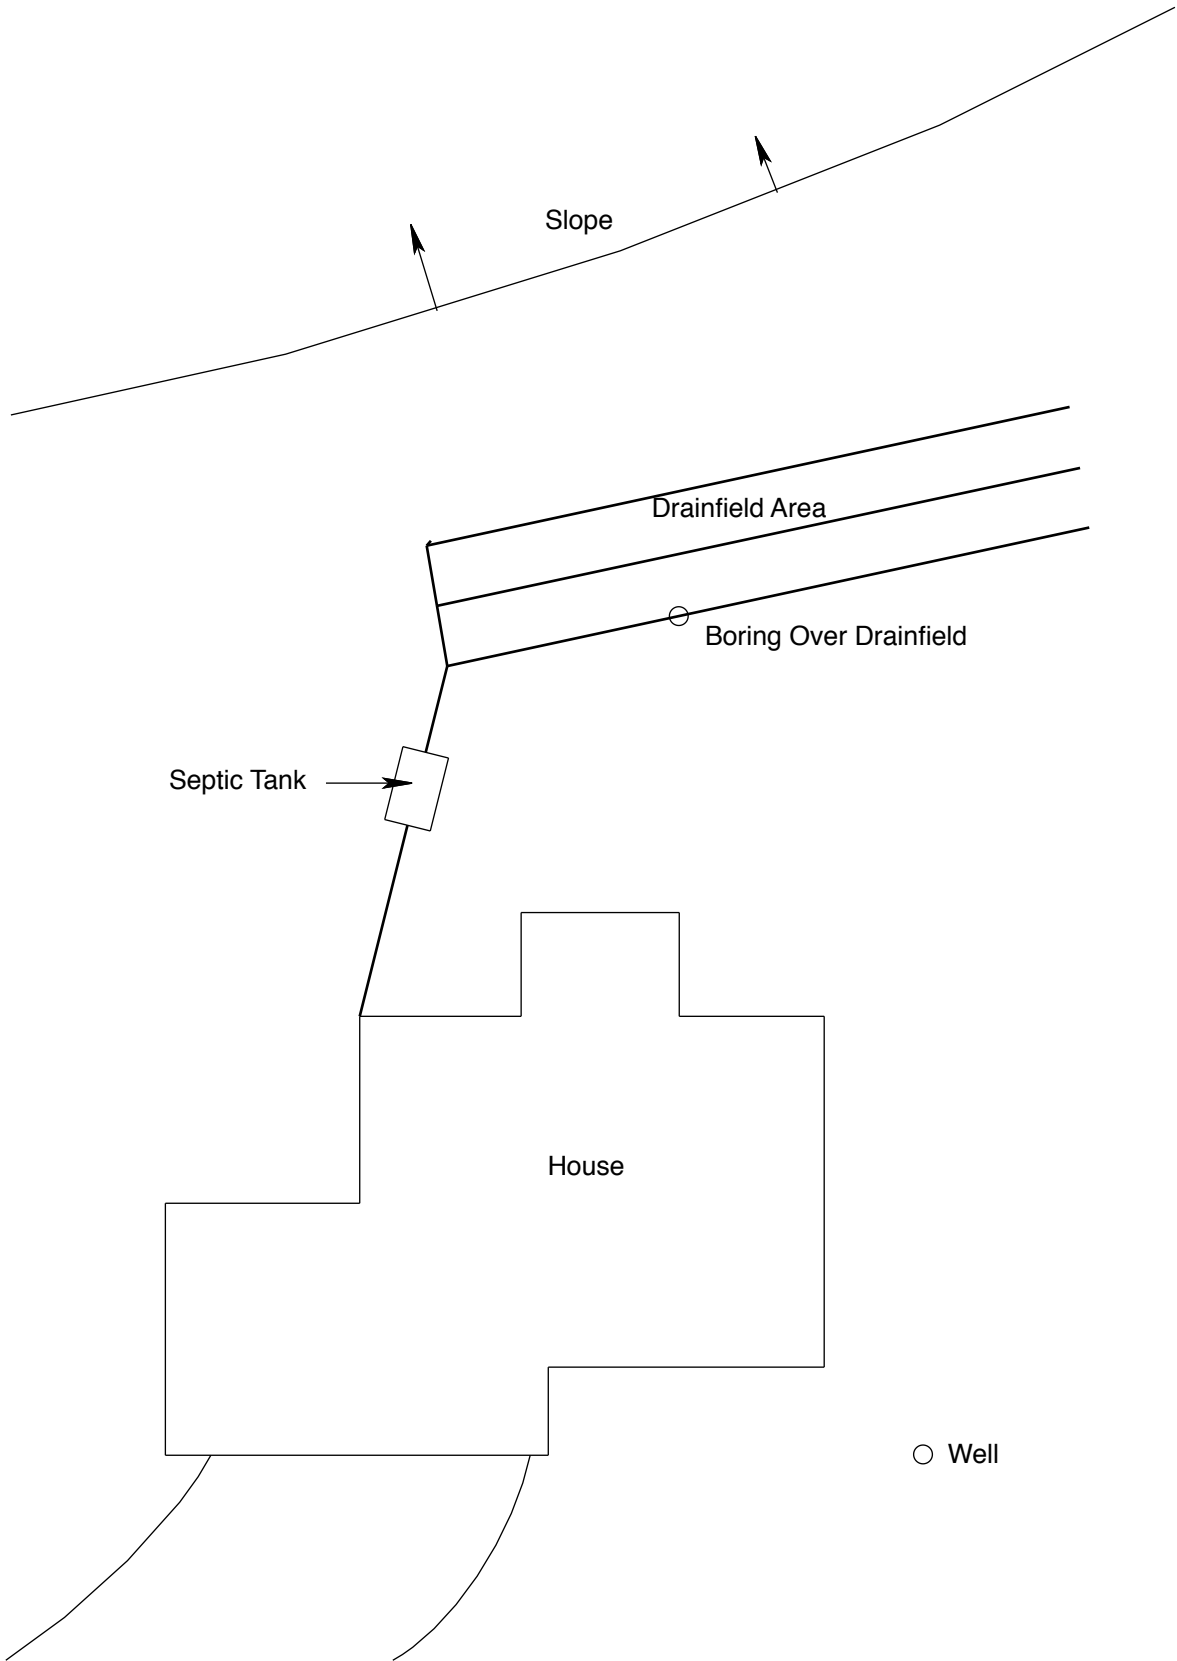 Slope
Drainfield Area
Boring Over Drainfield
Septic Tank
House
Well